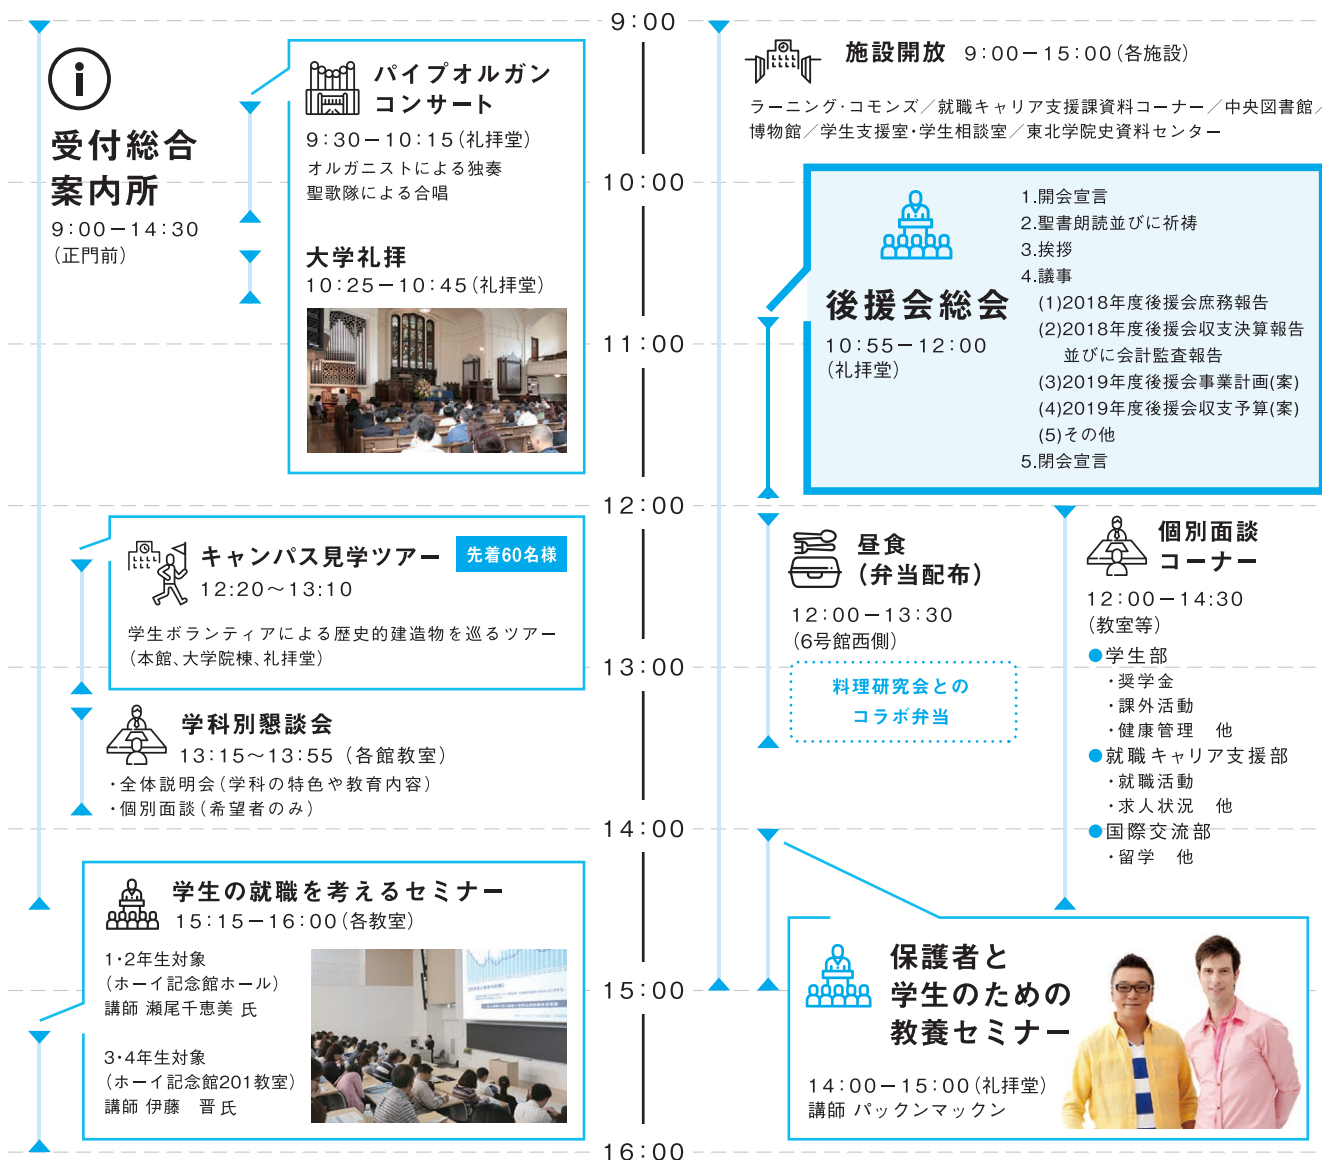 9:00
10:00
11:00
12:00
13:00
14:00
15:00
16:00
i
受付総合
案内所
9:00−14:30
(正門前)
パイプオルガン
コンサート
9:30−10:15(礼拝堂)
オルガニストによる独奏
聖歌隊による合唱
大学礼拝
10:25−10:45(礼拝堂)
施設開放 9:00−15:00(各施設)
ラーニング・コモンズ／就職キャリア支援課資料コーナー／中央図書館／
博物館／学生支援室・学生相談室／東北学院史資料センター
後援会総会
10:55−12:00
(礼拝堂)
1.開会宣言
2.聖書朗読並びに祈祷
3.挨拶
4.議事
(1)2018年度後援会庶務報告
(2)2018年度後援会収支決算報告
並びに会計監査報告
(3)2019年度後援会事業計画(案)
(4)2019年度後援会収支予算(案)
(5)その他
5.閉会宣言
キャンパス見学ツアー 先着60名様
12:20〜13:10
学生ボランティアによる歴史的建造物を巡るツアー
(本館、大学院棟、礼拝堂)
学科別懇談会
13:15〜13:55 (各館教室)
・全体説明会(学科の特色や教育内容)
・個別面談(希望者のみ)
昼食
(弁当配布)
12:00−13:30
(6号館西側)
料理研究会との
コラボ弁当
個別面談
コーナー
12:00−14:30
(教室等)
●学生部
・奨学金
・課外活動
・健康管理 他
●就職キャリア支援部
・就職活動
・求人状況 他
●国際交流部
・留学 他
学生の就職を考えるセミナー
15:15−16:00(各教室)
1・2年生対象
(ホーイ記念館ホール)
講師 瀬尾千恵美 氏
3・4年生対象
(ホーイ記念館201教室)
講師 伊藤 晋 氏
保護者と
学生のための
教養セミナー
14:00−15:00(礼拝堂)
講師 パックンマックン